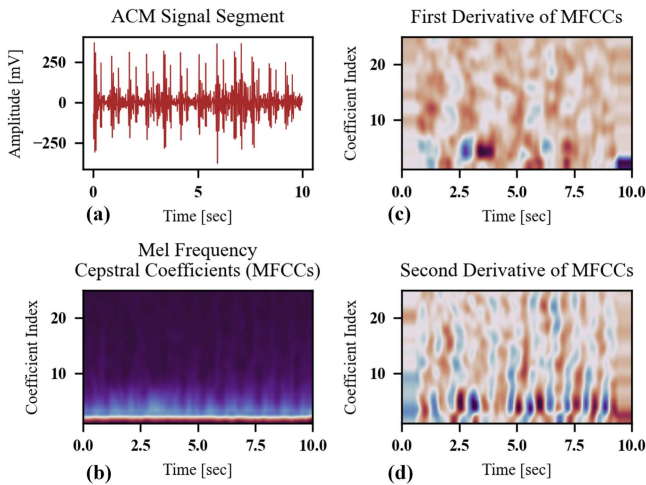 ACM Signal Segment
Amplitude [mV]
250
0
−250
0
5
10
Time [sec]
(a)
First Derivative of MFCCs
Coefficient Index
20
10
0.0
2.5
5.0
7.5
10.0
Time [sec]
(c)
Mel Frequency
Cepstral Coefficients (MFCCs)
Coefficient Index
20
10
0.0
2.5
5.0
7.5
10.0
Time [sec]
(b)
Second Derivative of MFCCs
Coefficient Index
20
10
0.0
2.5
5.0
7.5
10.0
Time [sec]
(d)